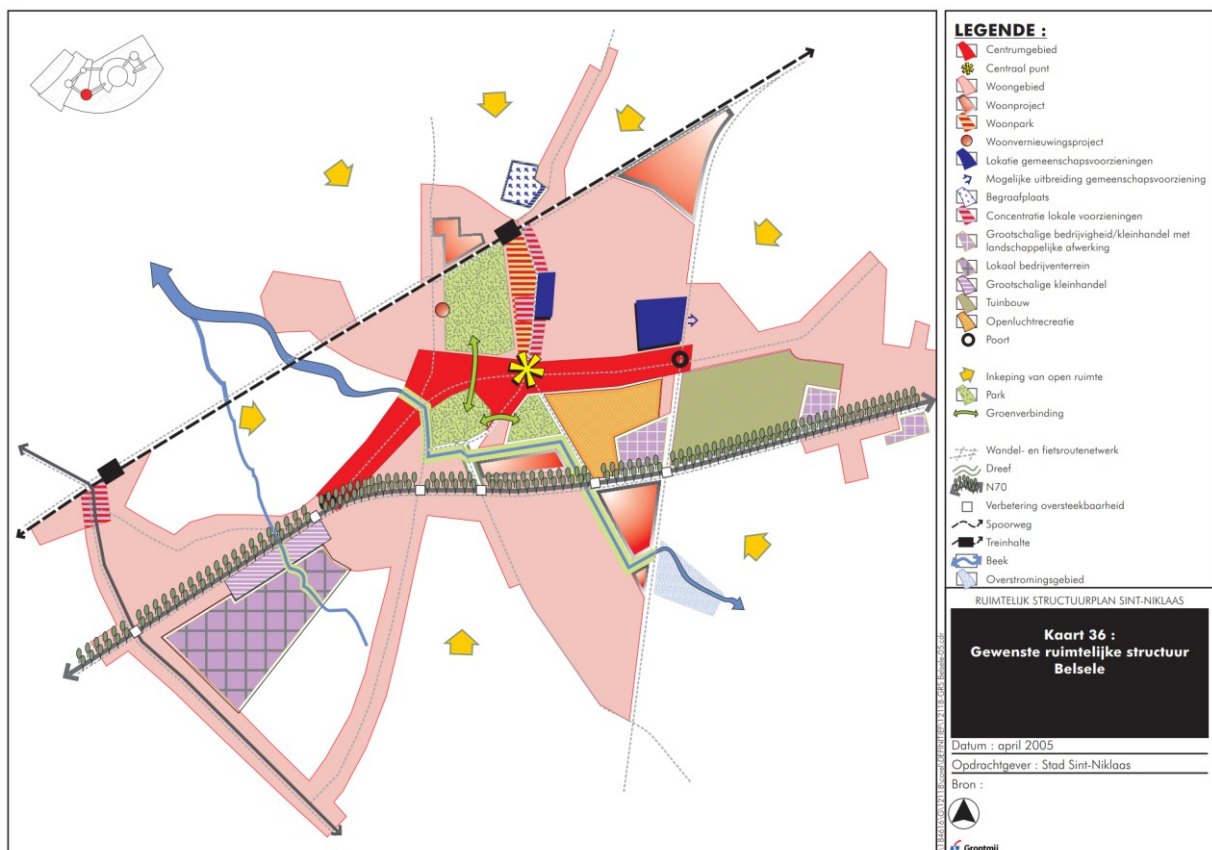 LEGENDE :
Centrumgebied
Centraal punt
Woongebied
Woonproject
Woonpark
Woonvernieuwingsproject
Lokatie gemeenschapsvoorzieningen
Mogelijke uitbreiding gemeenschapsvoorziening
Begraafplaats
Concentratie lokale voorzieningen
Grootschalige bedrijvigheid/kleinhandel met
landschappelijke afwerking
Lokaal bedrijventerrein
Grootschalige kleinhandel
Tuinbouw
Openluchtrecreatie
Poort
Inkeping van open ruimte
Park
Groenverbinding
Wandel- en fietsroutenetwerk
Dreef
N70
Verbetering oversteekbaarheid
Spoorweg
Treinhalte
Beek
Overstromingsgebied
RUIMTELIJK STRUCTUURPLAN SINT-NIKLAAS
Kaart 36 :
Gewenste ruimtelijke structuur
Belsele
Datum : april 2005
Opdrachtgever : Stad Sint-Niklaas
Bron :
Grontmij